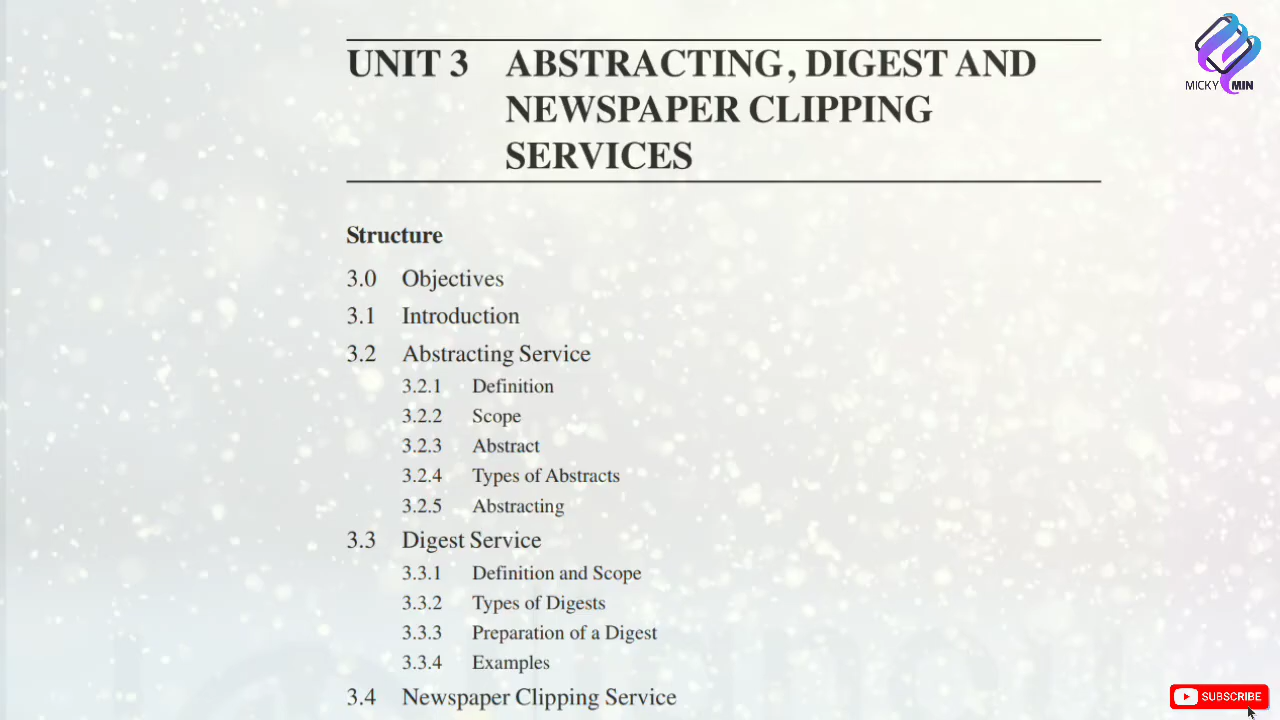 UNIT 3 ABSTRACTING, DIGEST AND
NEWSPAPER CLIPPING
SERVICES
MICKY MIN
Structure
3.0 Objectives
3.1 Introduction
3.2 Abstracting Service
3.2.1 Definition
3.2.2 Scope
3.2.3 Abstract
3.2.4 Types of Abstracts
3.2.5 Abstracting
3.3 Digest Service
3.3.1 Definition and Scope
3.3.2 Types of Digests
3.3.3 Preparation of a Digest
3.3.4 Examples
3.4 Newspaper Clipping Service
SUBSCRIBE